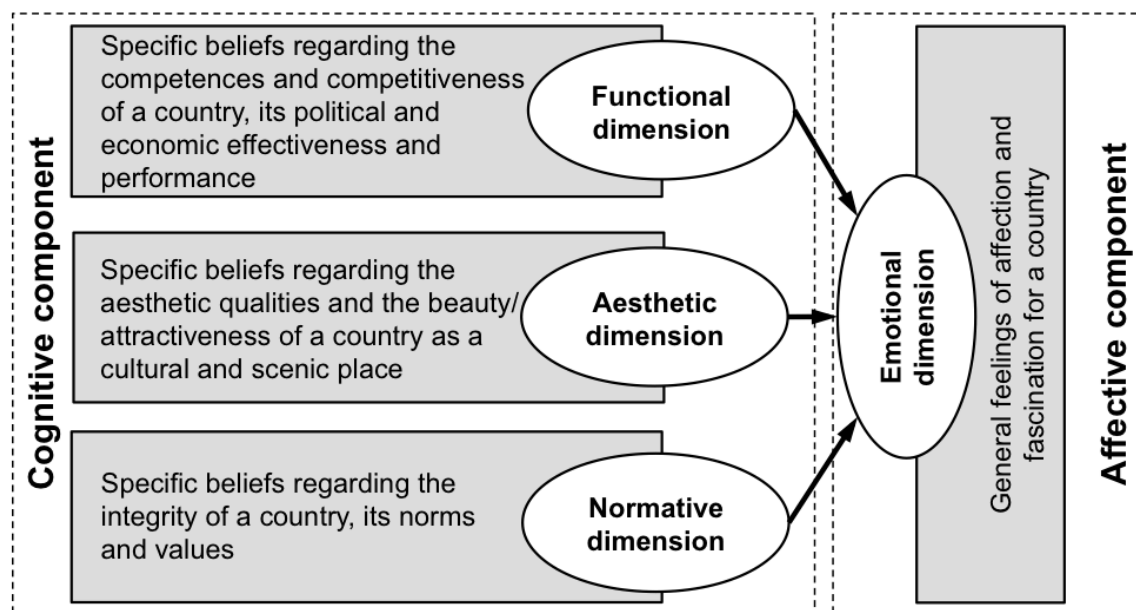 Cognitive component
Specific beliefs regarding the
competences and competitiveness
of a country, its political and
economic effectiveness and
performance
Functional
dimension
Specific beliefs regarding the
aesthetic qualities and the beauty/
attractiveness of a country as a
cultural and scenic place
Aesthetic
dimension
Specific beliefs regarding the
integrity of a country, its norms
and values
Normative
dimension
Emotional
dimension
General feelings of affection and
fascination for a country
Affective component